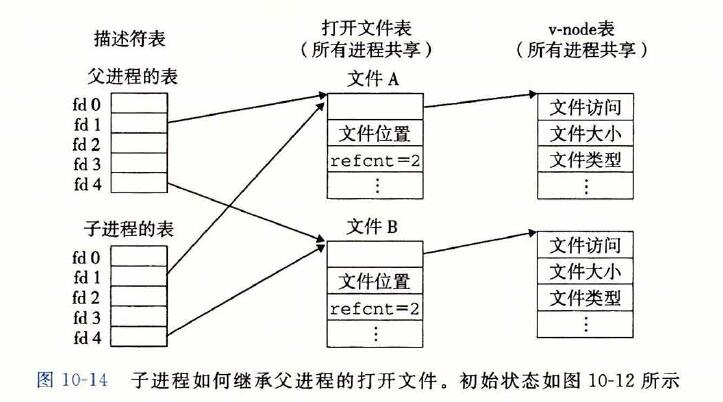 描述符表
打开文件表
(所有进程共享)
v-node表
(所有进程共享)
父进程的表
fd 0
fd 1
fd 2
fd 3
fd 4
文件 A
文件位置
refcnt=2
⋮
文件访问
文件大小
文件类型
⋮
子进程的表
fd 0
fd 1
fd 2
fd 3
fd 4
文件 B
文件位置
refcnt=2
⋮
文件访问
文件大小
文件类型
⋮
图 10-14 子进程如何继承父进程的打开文件。初始状态如图 10-12 所示